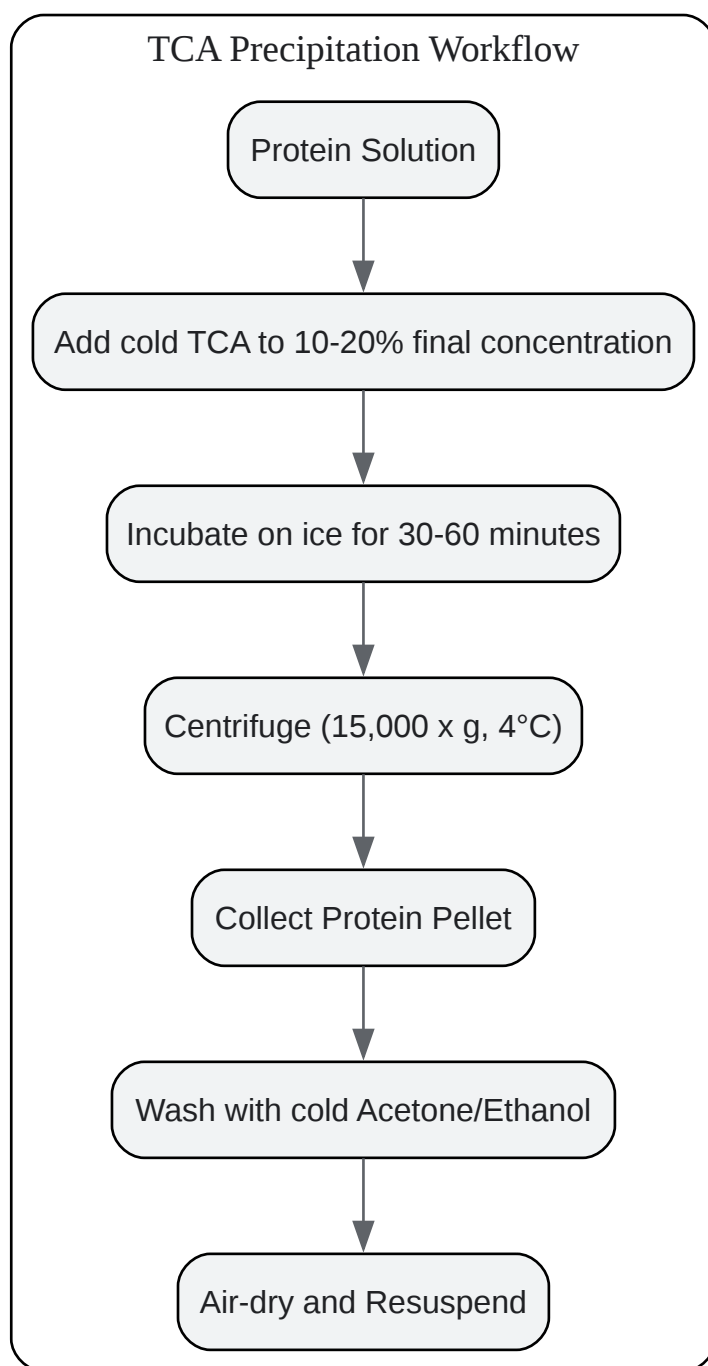 TCA Precipitation Workflow
Protein Solution
Add cold TCA to 10-20% final concentration
Incubate on ice for 30-60 minutes
Centrifuge (15,000 x g, 4°C)
Collect Protein Pellet
Wash with cold Acetone/Ethanol
Air-dry and Resuspend